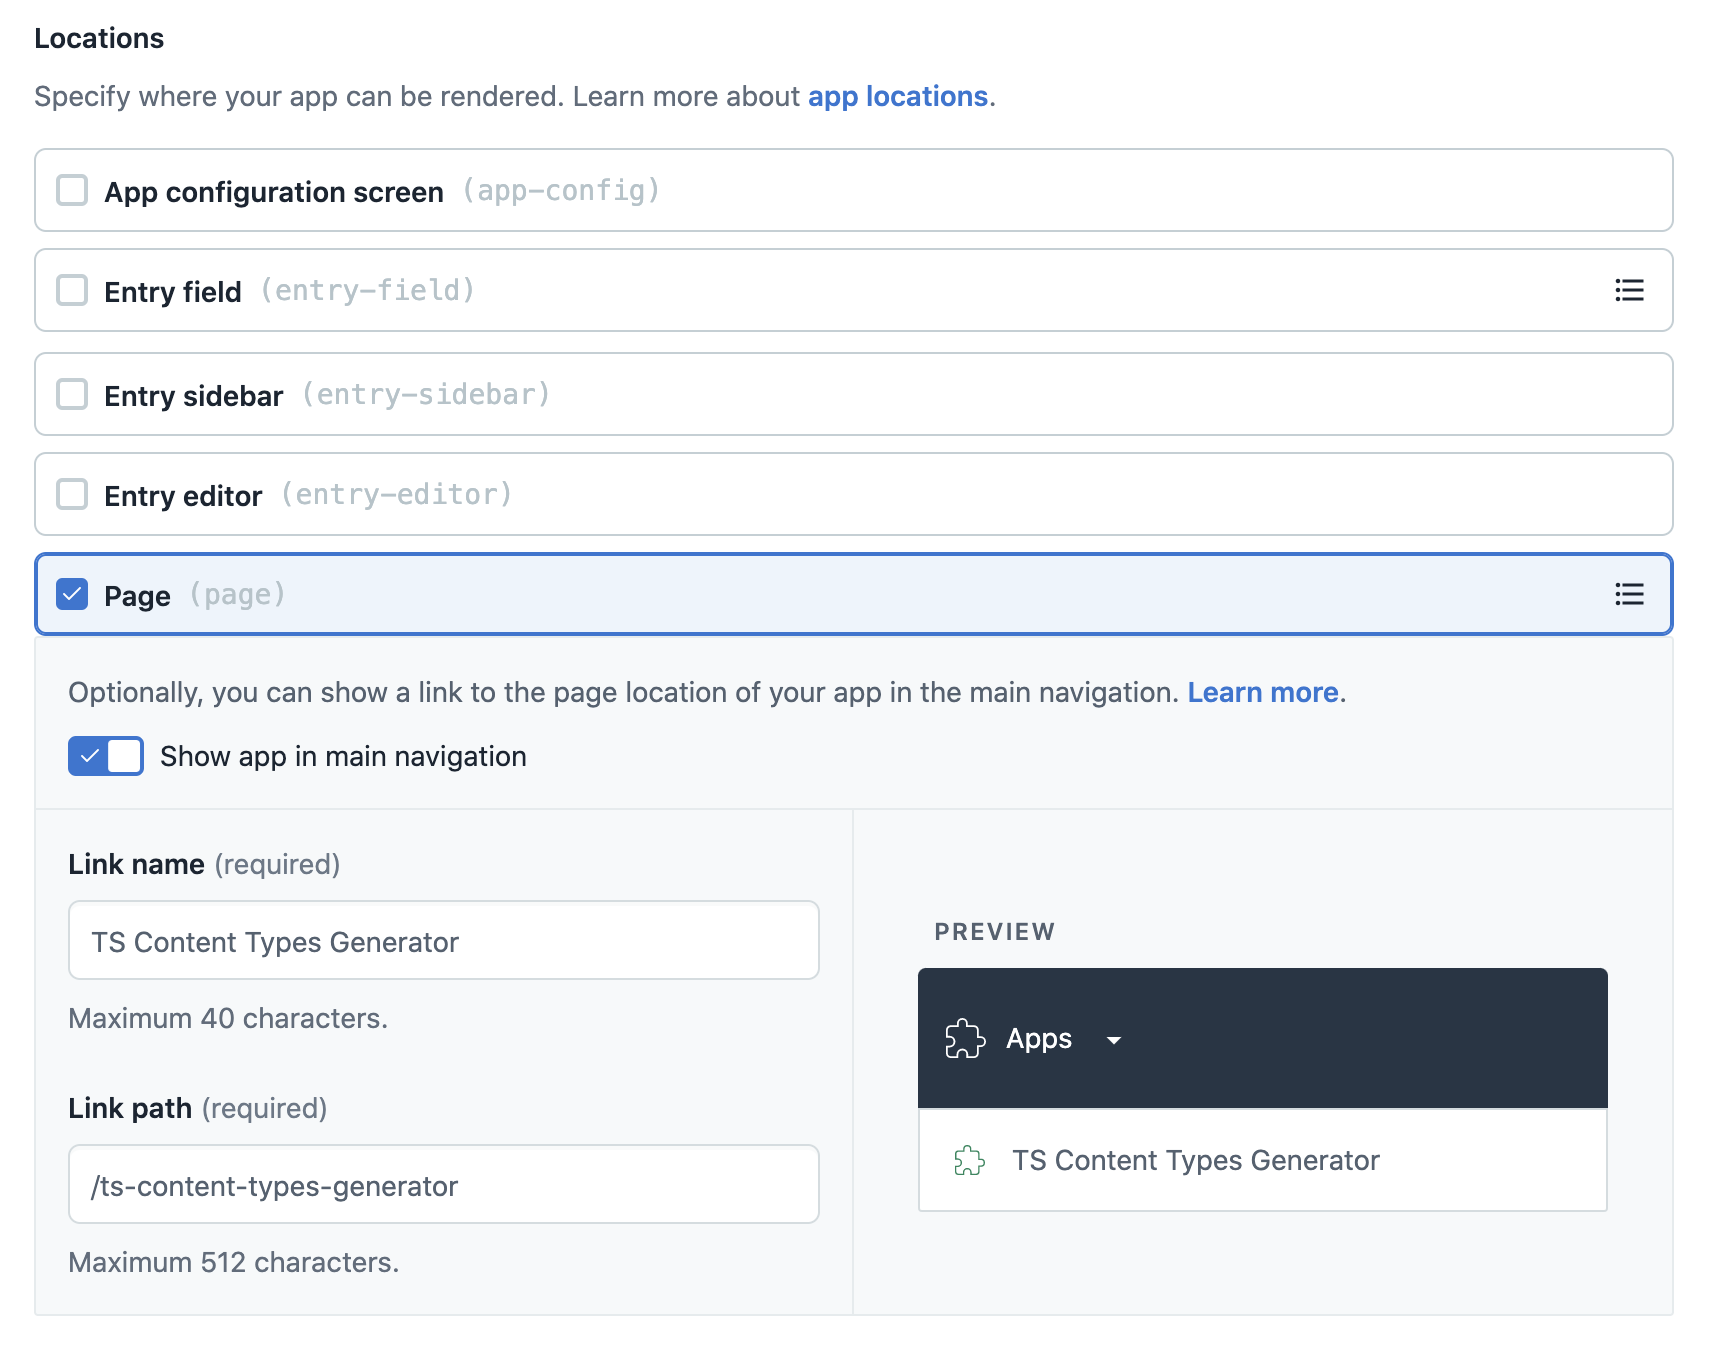 Locations
Specify where your app can be rendered. Learn more about app locations.
App configuration screen (app-config)
Entry field (entry-field)
Entry sidebar (entry-sidebar)
Entry editor (entry-editor)
Page (page)
Optionally, you can show a link to the page location of your app in the main navigation. Learn more.
Show app in main navigation
Link name (required)
TS Content Types Generator
Maximum 40 characters.
Link path (required)
/ts-content-types-generator
Maximum 512 characters.
PREVIEW
Apps
TS Content Types Generator